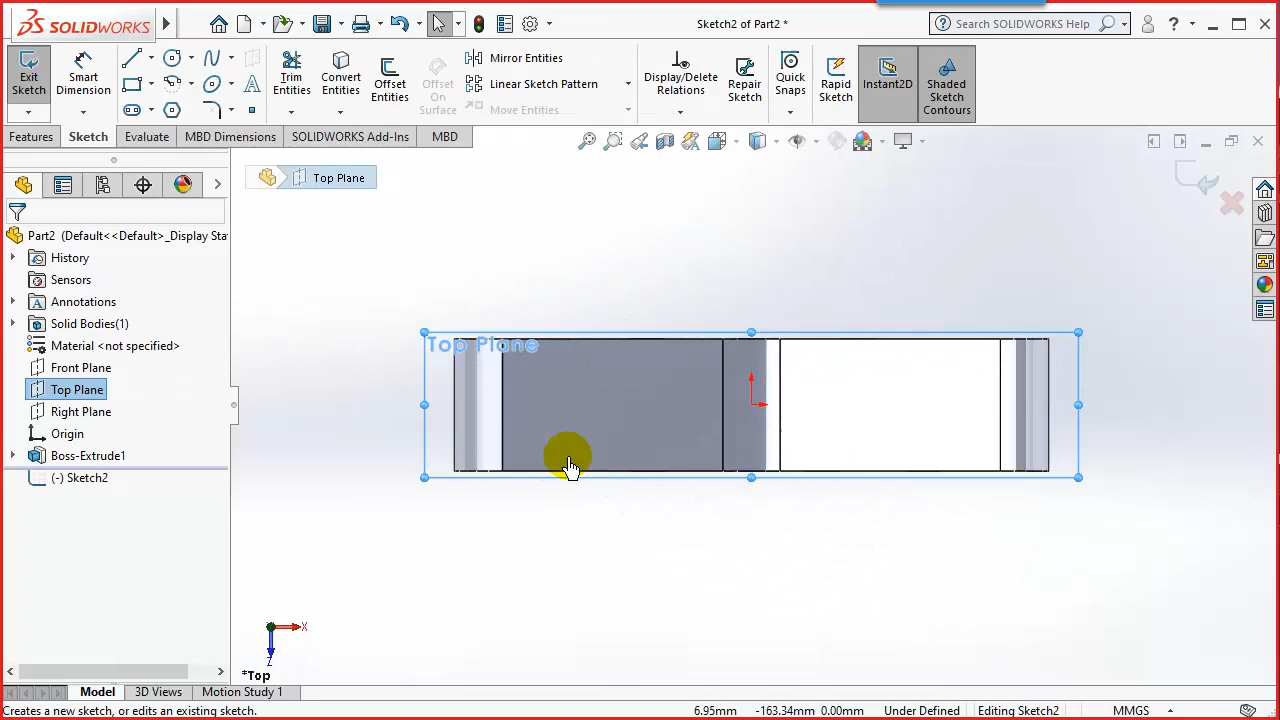 SOLIDWORKS
Sketch2 of Part2 *
Search SOLIDWORKS Help
?
Exit Sketch
Smart Dimension
Trim Entities
Convert Entities
Offset Entities
Offset On Surface
Mirror Entities
Linear Sketch Pattern
Move Entities
Display/Delete Relations
Repair Sketch
Quick Snaps
Rapid Sketch
Instant2D
Shaded Sketch Contours
Features
Sketch
Evaluate
MBD Dimensions
SOLIDWORKS Add-Ins
MBD
Top Plane
Part2 (Default<<Default>_Display Sta
History
Sensors
Annotations
Solid Bodies(1)
Material <not specified>
Front Plane
Top Plane
Right Plane
Origin
Boss-Extrude1
(-) Sketch2
Top Plane
X
Z
*Top
Model
3D Views
Motion Study 1
Creates a new sketch, or edits an existing sketch.
6.95mm
-163.34mm
0.00mm
Under Defined
Editing Sketch2
MMGS